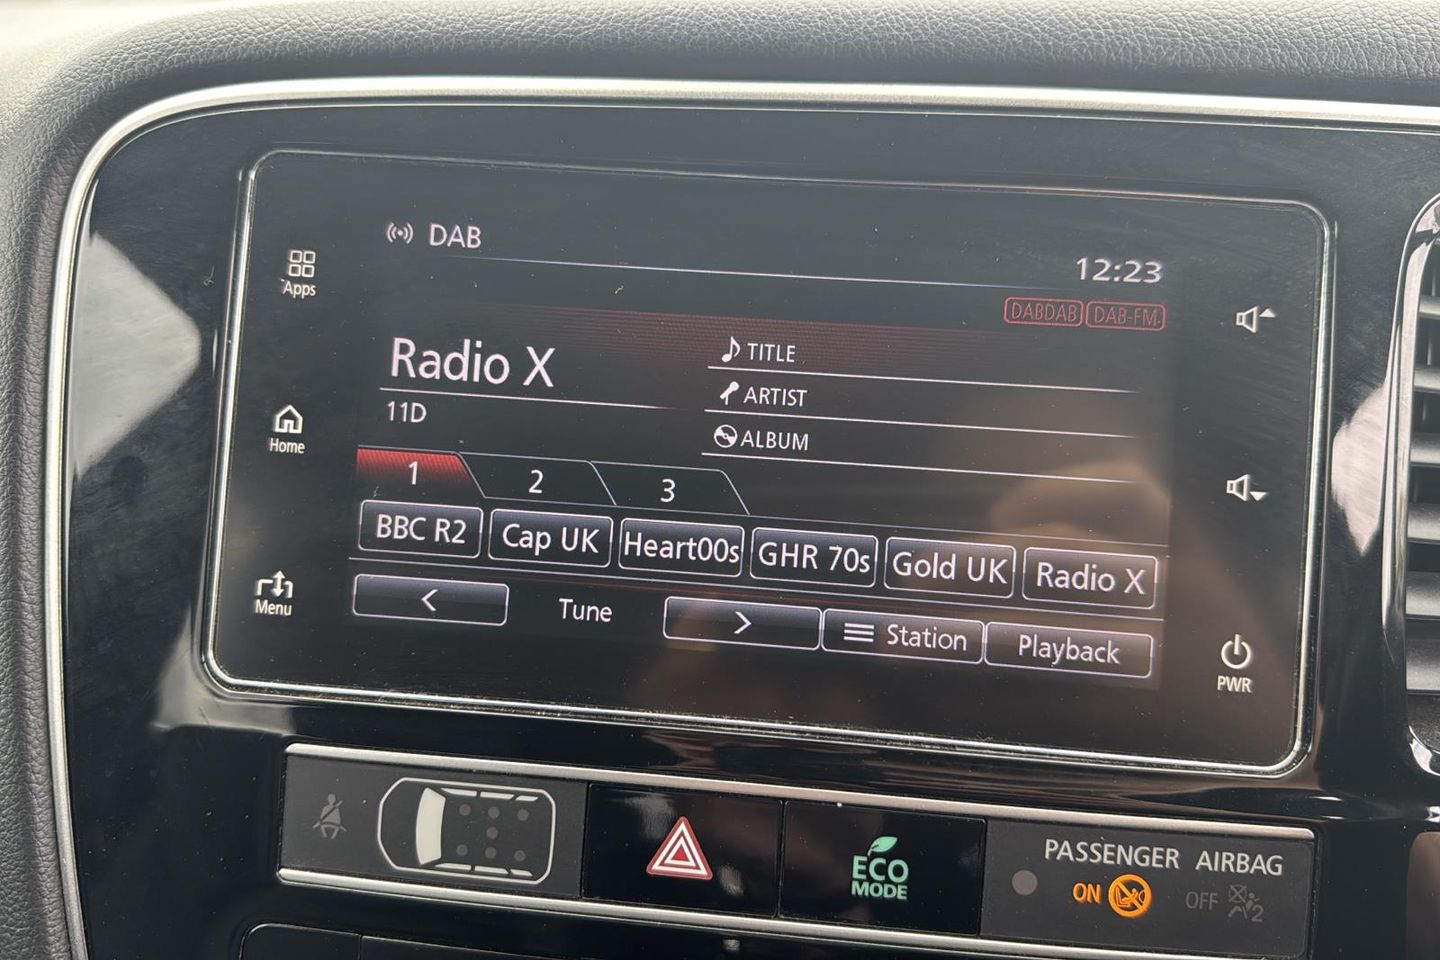 DAB
12:23
Apps
DABDAB DAB-FM
Radio X
TITLE
ARTIST
11D
ALBUM
Home
1 2 3
BBC R2 Cap UK Heart00s GHR 70s Gold UK Radio X
< Tune > Station Playback
Menu
PWR
ECO
MODE
PASSENGER AIRBAG
ON OFF 2